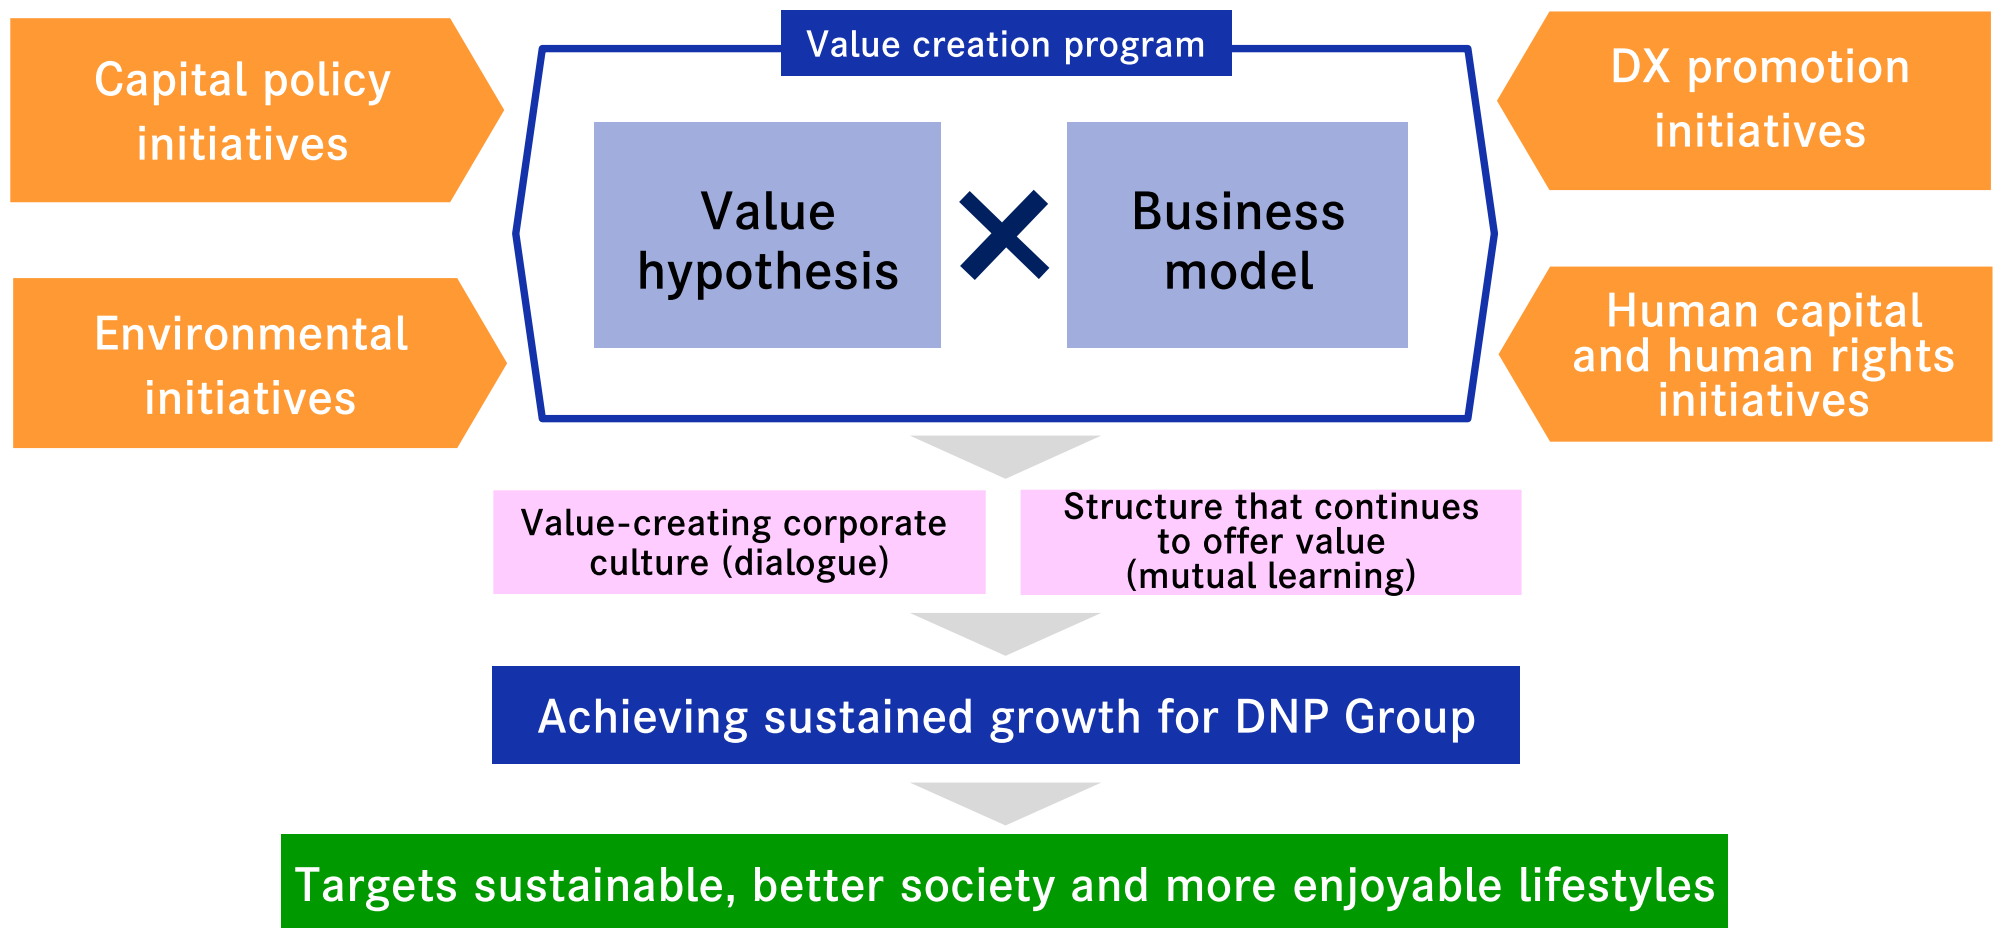 Value creation program
Capital policy
initiatives
Environmental
initiatives
Value
hypothesis
Business
model
DX promotion
initiatives
Human capital
and human rights
initiatives
Value-creating corporate
culture (dialogue)
Structure that continues
to offer value
(mutual learning)
Achieving sustained growth for DNP Group
Targets sustainable, better society and more enjoyable lifestyles